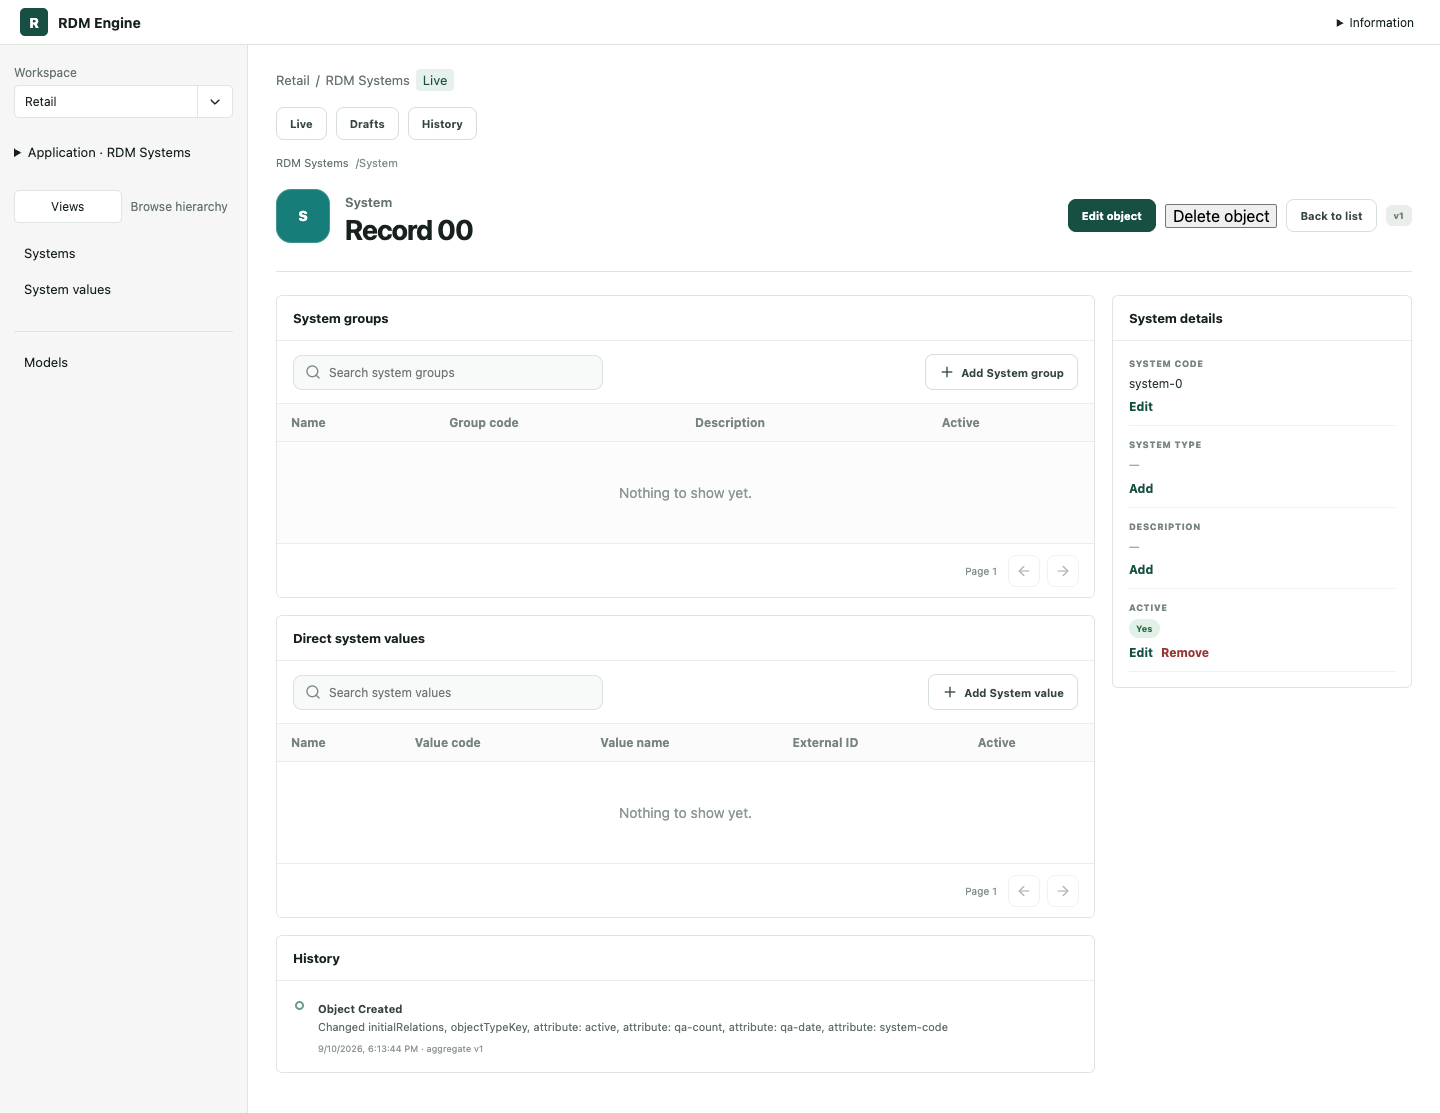 R RDM Engine
Information
Workspace
Retail
Application · RDM Systems
Views Browse hierarchy
Systems
System values
Models
Retail / RDM Systems Live
Live Drafts History
RDM Systems /System
S
System
Record 00
Edit object Delete object Back to list v1
System groups
Search system groups
Add System group
Name Group code Description Active
Nothing to show yet.
Page 1
Direct system values
Search system values
Add System value
Name Value code Value name External ID Active
Nothing to show yet.
Page 1
History
Object Created
Changed initialRelations, objectTypeKey, attribute: active, attribute: qa-count, attribute: qa-date, attribute: system-code
9/10/2026, 6:13:44 PM · aggregate v1
System details
SYSTEM CODE
system-0
Edit
SYSTEM TYPE
—
Add
DESCRIPTION
—
Add
ACTIVE
Yes
Edit Remove